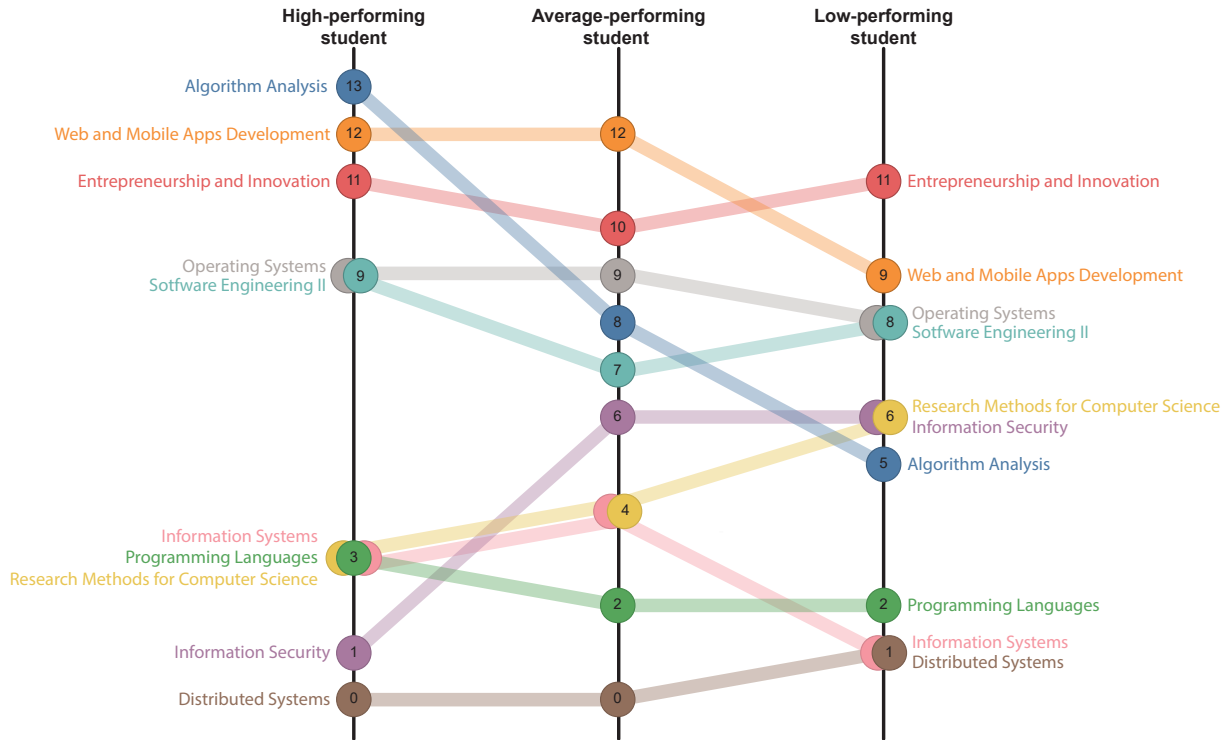 High-performing
student
Average-performing
student
Low-performing
student
Algorithm Analysis
13
Web and Mobile Apps Development
12
12
Entrepreneurship and Innovation
11
11
Entrepreneurship and Innovation
10
Operating Systems
Sotfware Engineering II
9
9
9
Web and Mobile Apps Development
8
8
Operating Systems
Sotfware Engineering II
7
6
6
Research Methods for Computer Science
Information Security
5
Algorithm Analysis
4
Information Systems
Programming Languages
Research Methods for Computer Science
3
2
2
Programming Languages
Information Security
1
1
Information Systems
Distributed Systems
Distributed Systems
0
0